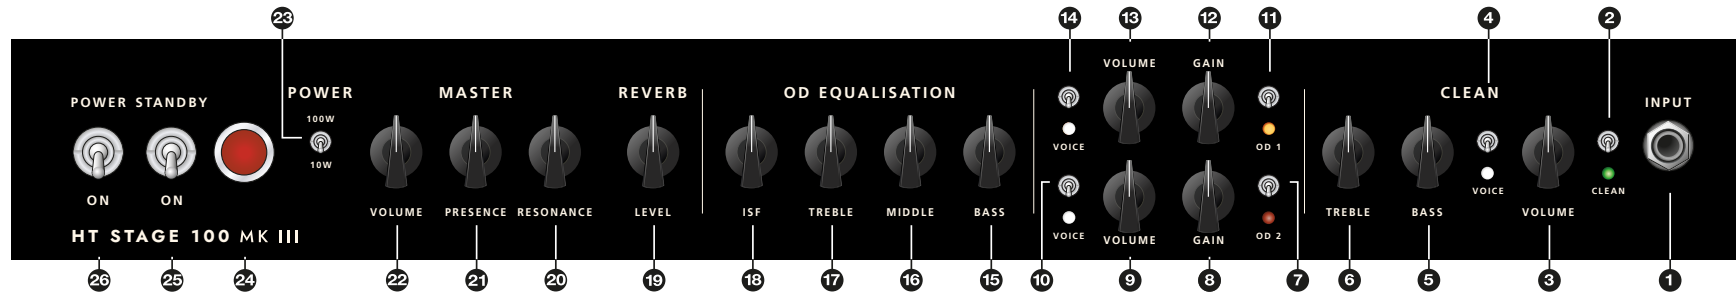 23
14
13
12
11
4
2
VOLUME GAIN
POWER STANDBY
POWER
MASTER
REVERB
OD EQUALISATION
CLEAN
INPUT
100W
10W
VOICE
OD 1
ON
ON
VOICE
CLEAN
VOLUME
PRESENCE
RESONANCE
LEVEL
ISF
TREBLE
MIDDLE
BASS
TREBLE
BASS
VOLUME
HT STAGE 100 MK III
VOICE
VOLUME
GAIN
OD 2
26
25
24
22
21
20
19
18
17
16
15
10
9
8
7
6
5
3
1